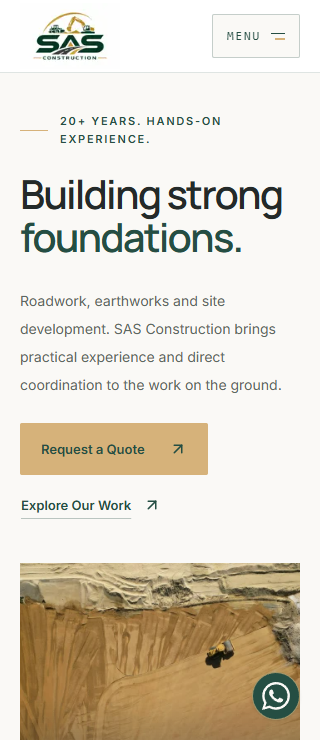 SAS
CONSTRUCTION
MENU
20+ YEARS. HANDS-ON
EXPERIENCE.
Building strong
foundations.
Roadwork, earthworks and site
development. SAS Construction brings
practical experience and direct
coordination to the work on the ground.
Request a Quote
Explore Our Work